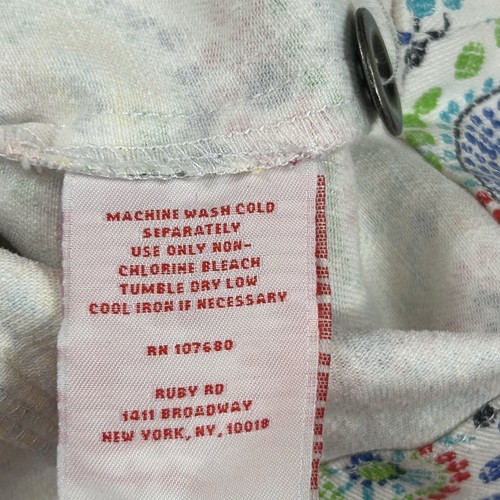 MACHINE WASH COLD
SEPARATELY
USE ONLY NON-
CHLORINE BLEACH
TUMBLE DRY LOW
COOL IRON IF NECESSARY
RN 107680
RUBY RD
1411 BROADWAY
NEW YORK, NY, 10018